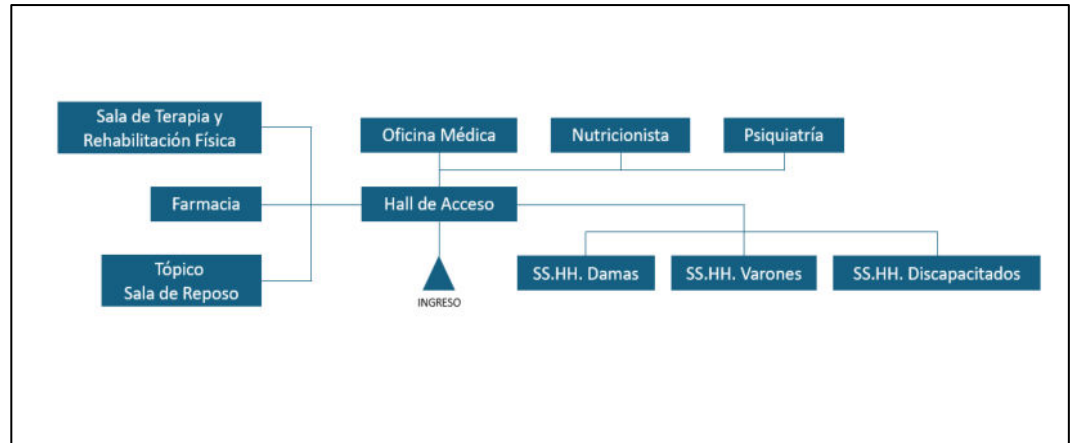 Sala de Terapia y
Rehabilitación Física
Oficina Médica
Nutricionista
Psiquiatría
Farmacia
Hall de Acceso
Tópico
Sala de Reposo
INGRESO
SS.HH. Damas
SS.HH. Varones
SS.HH. Discapacitados